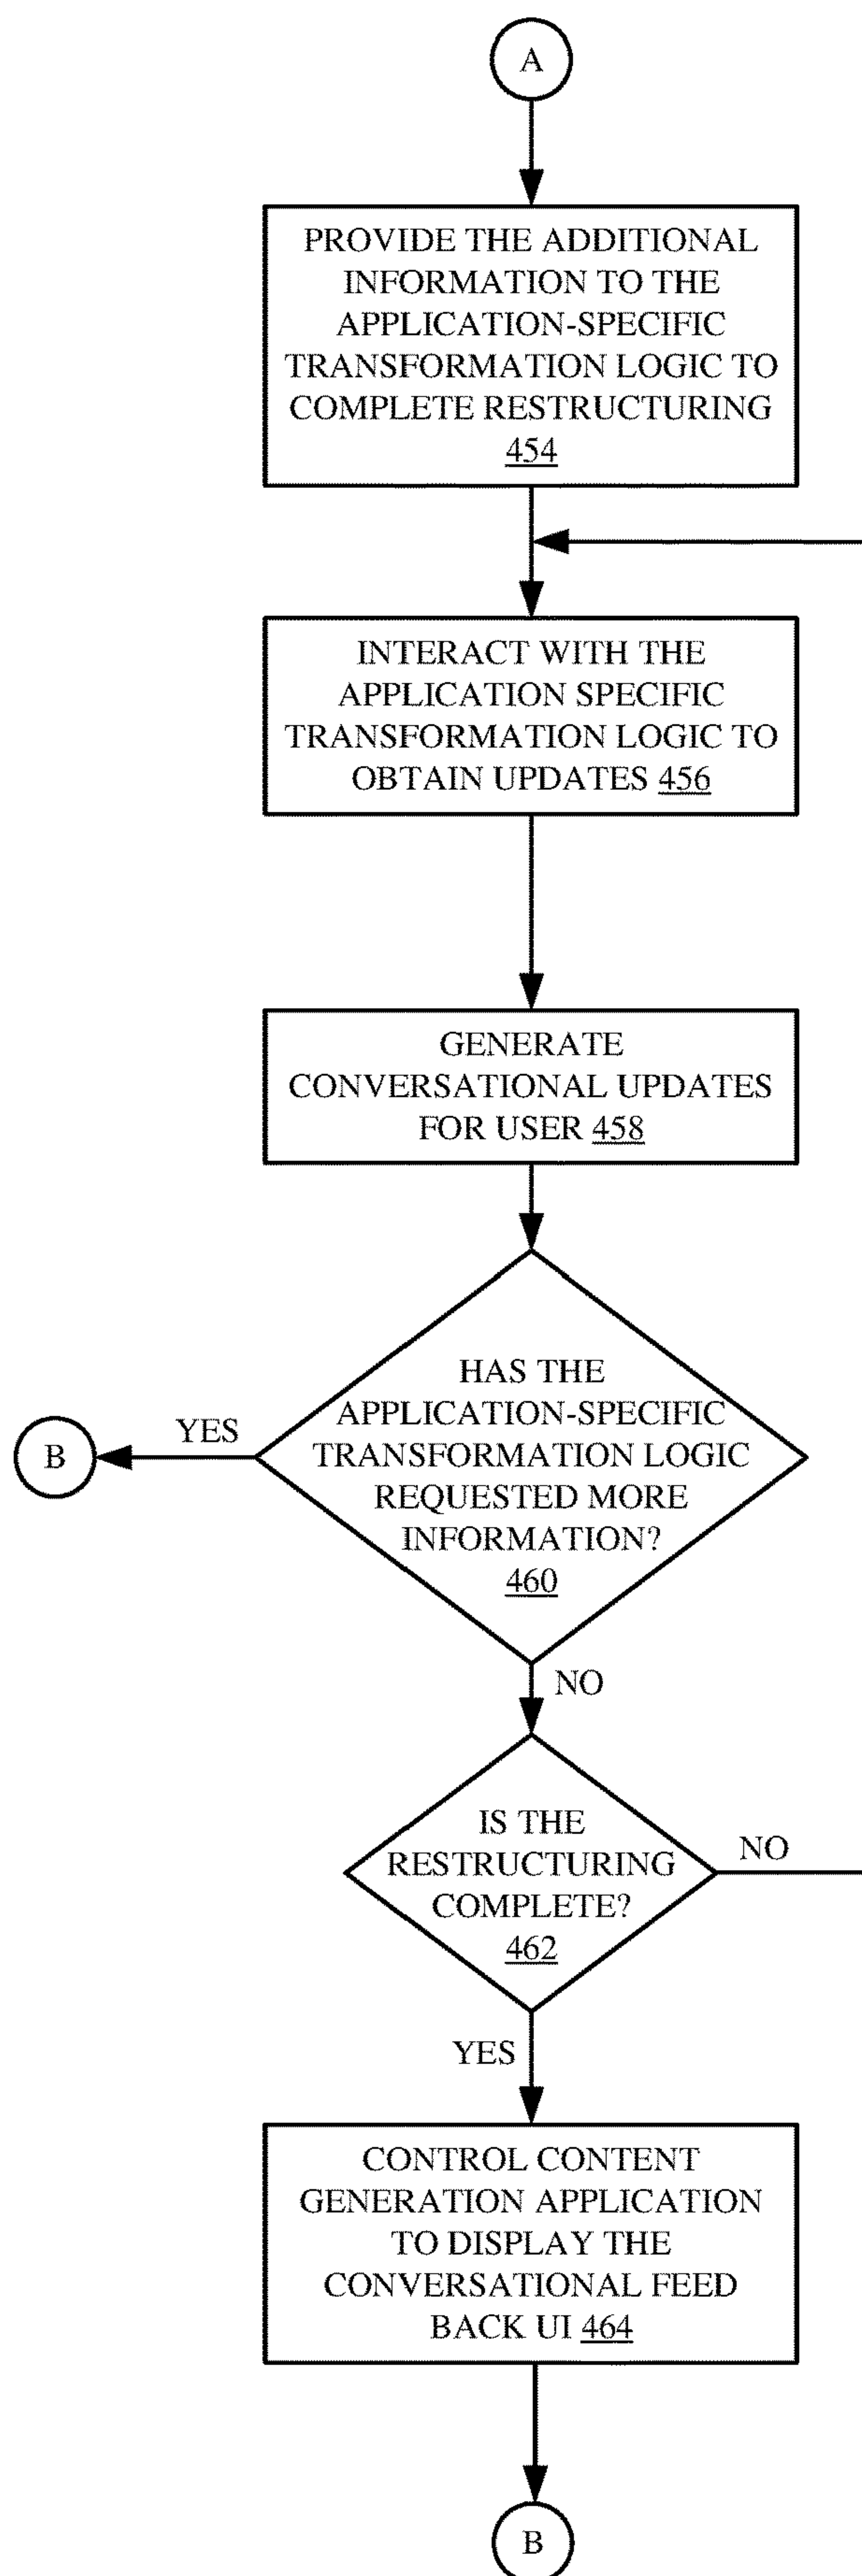 A
PROVIDE THE ADDITIONAL
INFORMATION TO THE
APPLICATION-SPECIFIC
TRANSFORMATION LOGIC TO
COMPLETE RESTRUCTURING
454
INTERACT WITH THE
APPLICATION SPECIFIC
TRANSFORMATION LOGIC TO
OBTAIN UPDATES 456
GENERATE
CONVERSATIONAL UPDATES
FOR USER 458
HAS THE
APPLICATION-SPECIFIC
TRANSFORMATION LOGIC
REQUESTED MORE
INFORMATION?
460
YES
B
NO
IS THE
RESTRUCTURING
COMPLETE?
462
NO
YES
CONTROL CONTENT
GENERATION APPLICATION
TO DISPLAY THE
CONVERSATIONAL FEED
BACK UI 464
B